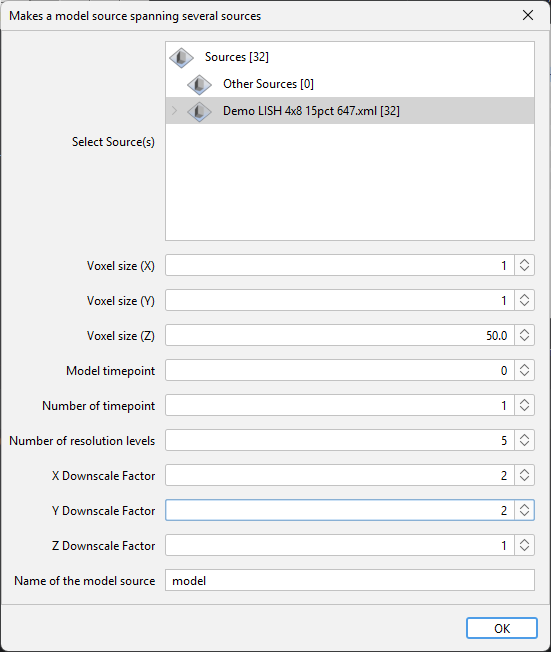 Makes a model source spanning several sources
Sources [32]
Other Sources [0]
Demo LISH 4x8 15pct 647.xml [32]
Select Source(s)
Voxel size (X) 1
Voxel size (Y) 1
Voxel size (Z) 50.0
Model timepoint 0
Number of timepoint 1
Number of resolution levels 5
X Downscale Factor 2
Y Downscale Factor 2
Z Downscale Factor 1
Name of the model source model
OK